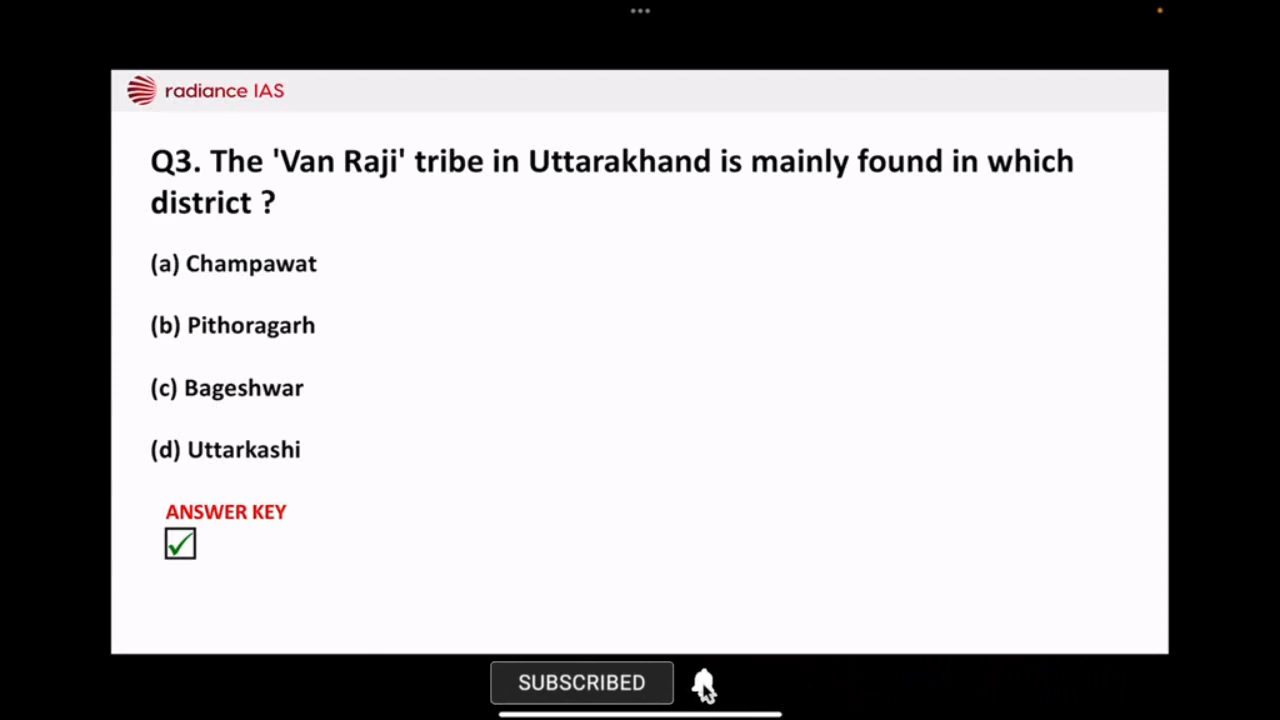 radiance IAS
Q3. The 'Van Raji' tribe in Uttarakhand is mainly found in which
district ?
(a) Champawat
(b) Pithoragarh
(c) Bageshwar
(d) Uttarkashi
ANSWER KEY
SUBSCRIBED